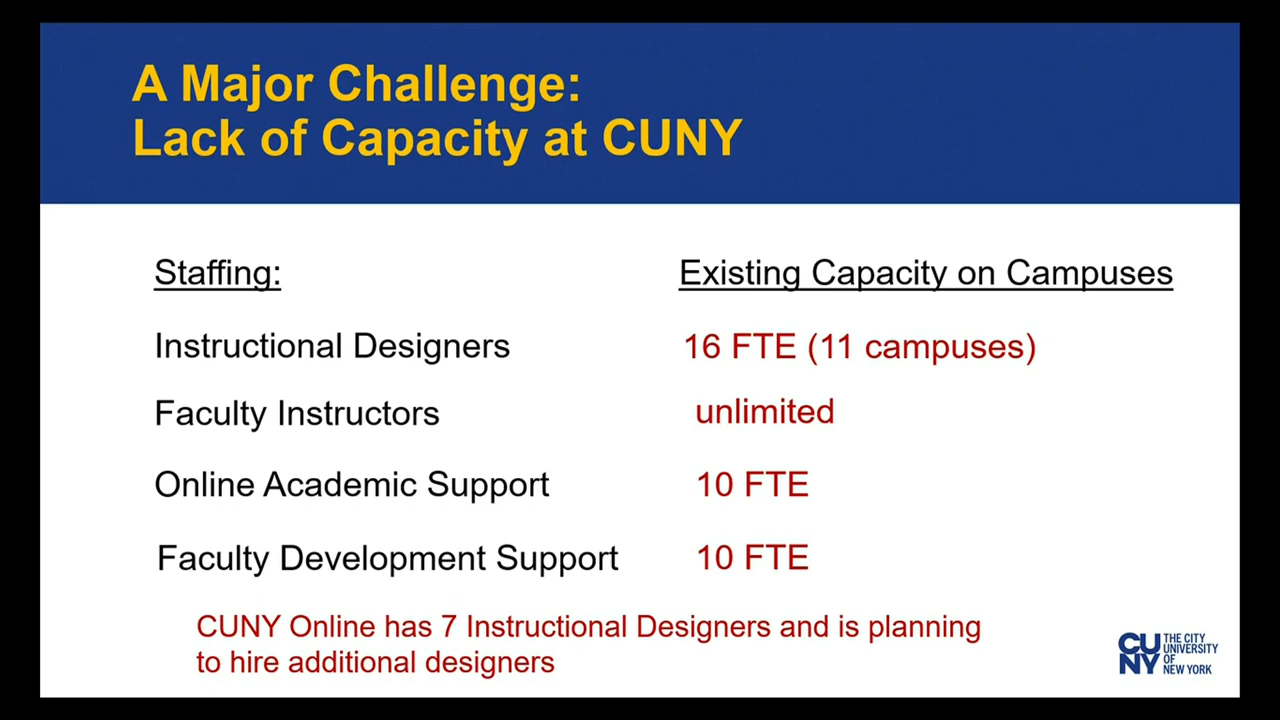 A Major Challenge:
Lack of Capacity at CUNY
Staffing: Existing Capacity on Campuses
Instructional Designers 16 FTE (11 campuses)
Faculty Instructors unlimited
Online Academic Support 10 FTE
Faculty Development Support 10 FTE
CUNY Online has 7 Instructional Designers and is planning
to hire additional designers
CU
NY
THE CITY
UNIVERSITY
OF
NEW YORK